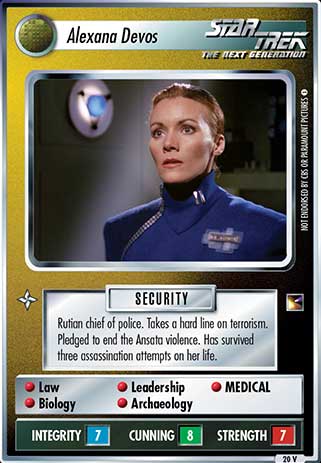 Alexana Devos
STAR TREK
THE NEXT GENERATION
NOT ENDORSED BY CBS OR PARAMOUNT PICTURES
SECURITY
Rutian chief of police. Takes a hard line on terrorism.
Pledged to end the Ansata violence. Has survived
three assassination attempts on her life.
Law Leadership MEDICAL
Biology Archaeology
INTEGRITY 7 CUNNING 8 STRENGTH 7
20 V